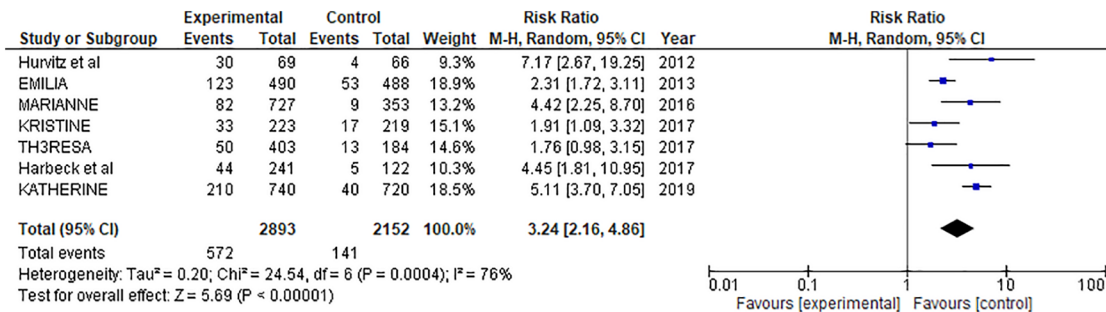 Experimental Control Risk Ratio Risk Ratio
Study or Subgroup Events Total Events Total Weight M-H, Random, 95% CI Year M-H, Random, 95% CI
Hurvitz et al 30 69 4 66 9.3% 7.17 [2.67, 19.25] 2012
EMILIA 123 490 53 488 18.9% 2.31 [1.72, 3.11] 2013
MARIANNE 82 727 9 353 13.2% 4.42 [2.25, 8.70] 2016
KRISTINE 33 223 17 219 15.1% 1.91 [1.09, 3.32] 2017
TH3RESA 50 403 13 184 14.6% 1.76 [0.98, 3.15] 2017
Harbeck et al 44 241 5 122 10.3% 4.45 [1.81, 10.95] 2017
KATHERINE 210 740 40 720 18.5% 5.11 [3.70, 7.05] 2019
Total (95% CI) 2893 2152 100.0% 3.24 [2.16, 4.86]
Total events 572 141
Heterogeneity: Tau² = 0.20; Chi² = 24.54, df = 6 (P = 0.0004); I² = 76%
Test for overall effect: Z = 5.69 (P < 0.00001)
0.01 0.1 1 10 100
Favours [experimental] Favours [control]